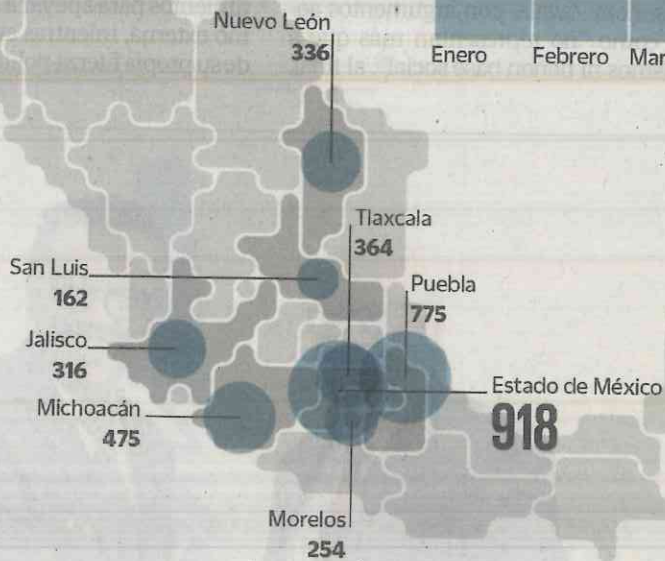 Nuevo León
336
Enero Febrero Mar
Tlaxcala
364
San Luis
162
Puebla
775
Jalisco
316
Estado de México
918
Michoacán
475
Morelos
254